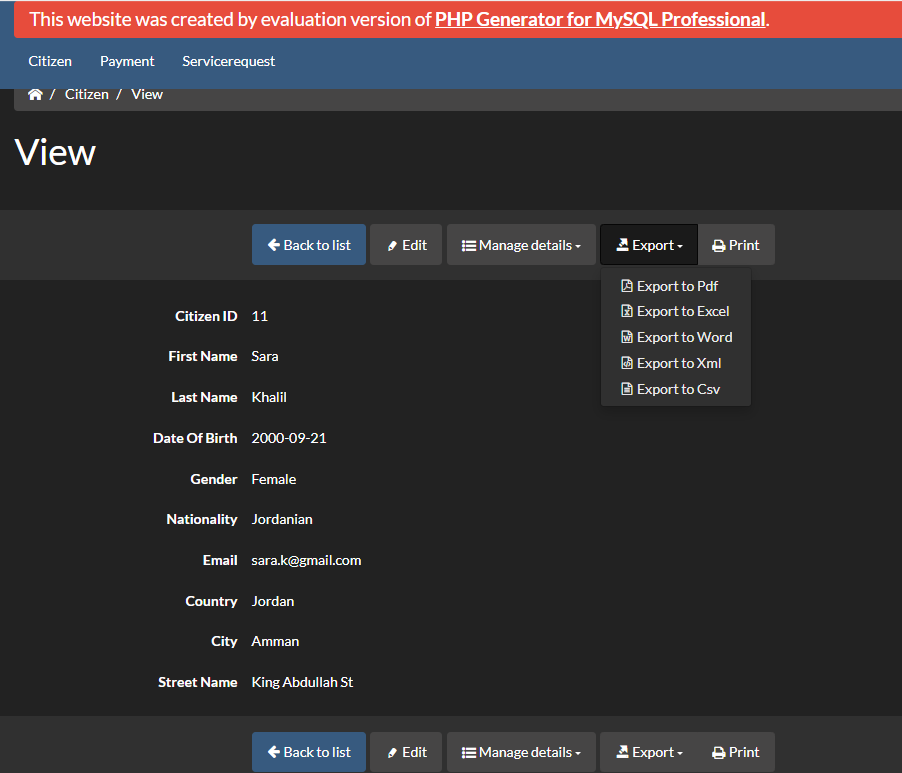 This website was created by evaluation version of PHP Generator for MySQL Professional.
Citizen Payment Servicerequest
/ Citizen / View
View
Back to list Edit Manage details Export Print
Export to Pdf
Export to Excel
Export to Word
Export to Xml
Export to Csv
Citizen ID 11
First Name Sara
Last Name Khalil
Date Of Birth 2000-09-21
Gender Female
Nationality Jordanian
Email sara.k@gmail.com
Country Jordan
City Amman
Street Name King Abdullah St
Back to list Edit Manage details Export Print